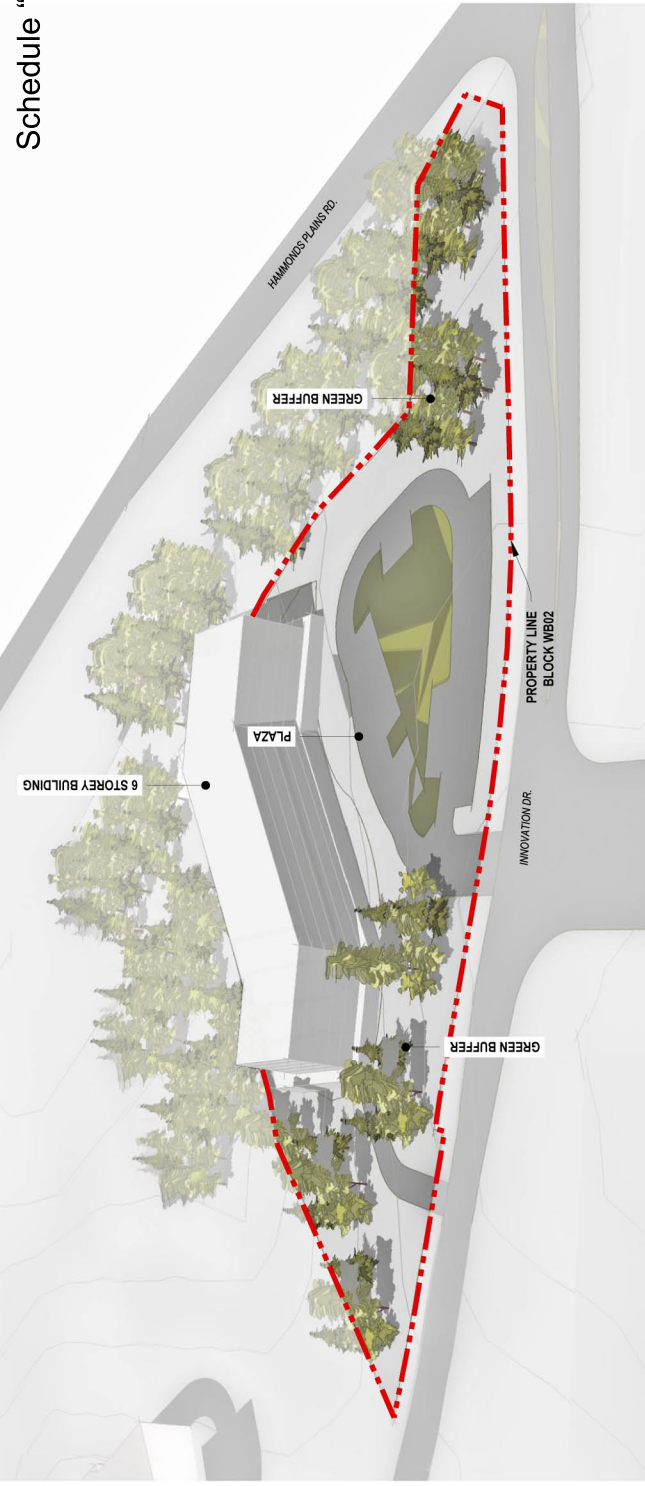 Schedule “
HAMMONDS PLAINS RD.
GREEN BUFFER
PLAZA
6 STOREY BUILDING
PROPERTY LINE
BLOCK WB02
INNOVATION DR.
GREEN BUFFER